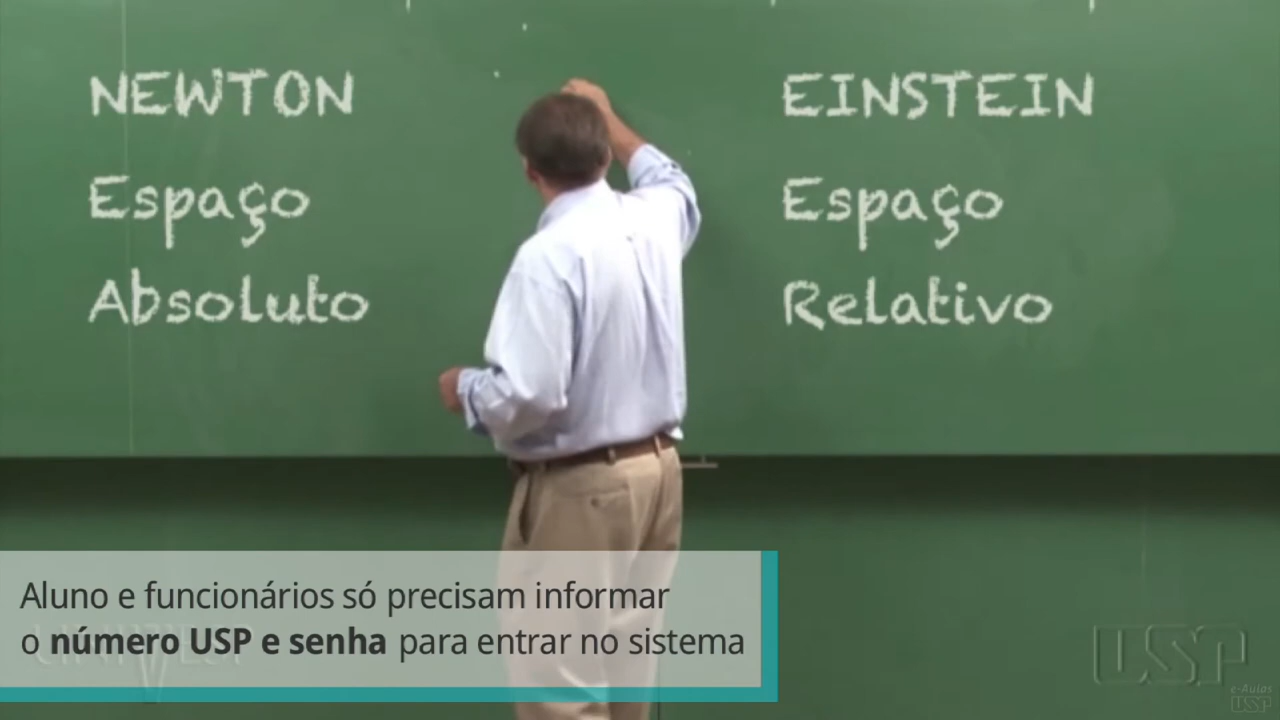 NEWTON
Espaço
Absoluto
EINSTEIN
Espaço
Relativo
Aluno e funcionários só precisam informar
o número USP e senha para entrar no sistema
USP
e-Aulas
USP